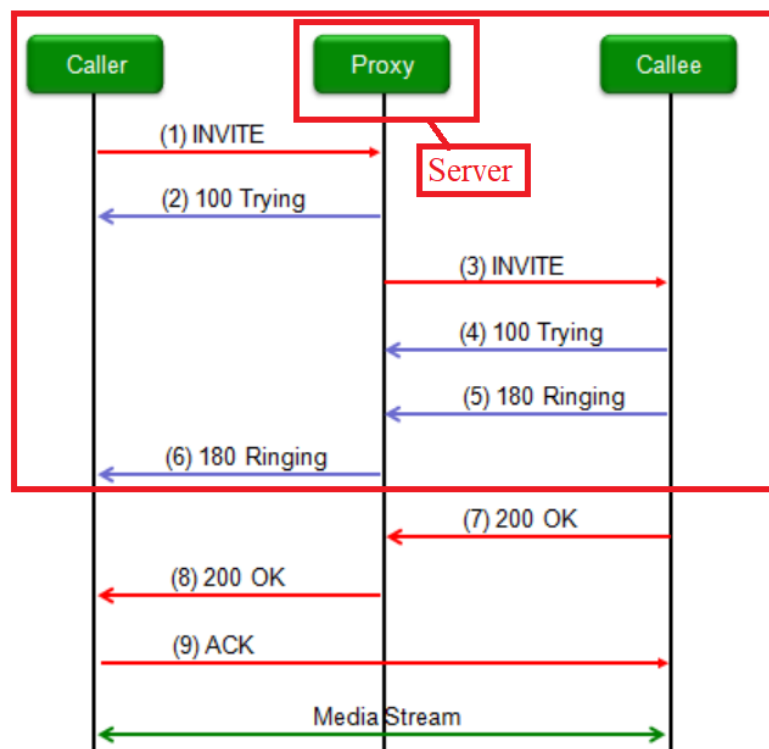 Caller
Proxy
Callee
(1) INVITE
Server
(2) 100 Trying
(3) INVITE
(4) 100 Trying
(5) 180 Ringing
(6) 180 Ringing
(7) 200 OK
(8) 200 OK
(9) ACK
Media Stream